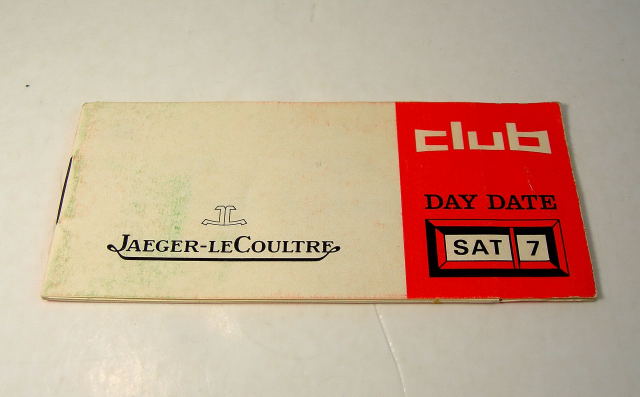 club
DAY DATE
SAT 7
JAEGER-LECOULTRE